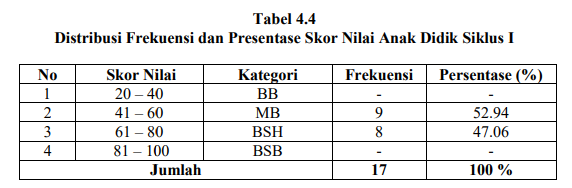 Tabel 4.4
Distribusi Frekuensi dan Presentase Skor Nilai Anak Didik Siklus I
No Skor Nilai Kategori Frekuensi Persentase (%)
1 20 – 40 BB - -
2 41 – 60 MB 9 52.94
3 61 – 80 BSH 8 47.06
4 81 – 100 BSB - -
Jumlah 17 100 %